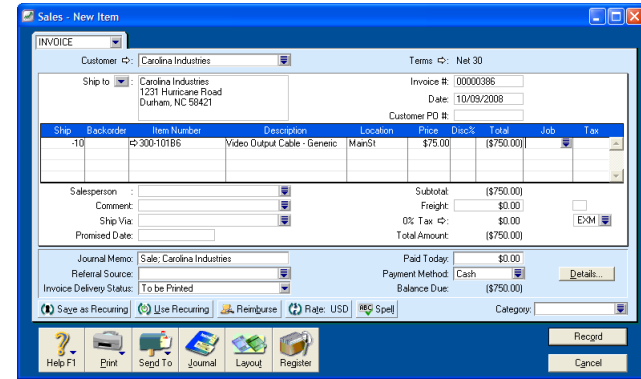 Sales - New Item
INVOICE
Customer ⇨: Carolina Industries Terms ⇨: Net 30
Ship to : Carolina Industries Invoice #: 00000386
1231 Hurricane Road
Durham, NC 58421 Date: 10/09/2008
Customer PO #:
Ship Backorder Item Number Description Location Price Disc% Total Job Tax
-10 ⇨300-101B6 Video Output Cable - Generic MainSt $75.00 ($750.00)
Salesperson : Subtotal: ($750.00)
Comment: Freight: $0.00
Ship Via: 0% Tax ⇨: $0.00 EXM
Promised Date: Total Amount: ($750.00)
Journal Memo: Sale; Carolina Industries Paid Today: $0.00
Referral Source: Payment Method: Cash Details...
Invoice Delivery Status: To be Printed Balance Due: ($750.00)
Save as Recurring Use Recurring Reimburse Rate: USD ABC Spell Category:
Help F1 Print Send To Journal Layout Register
Record
Cancel